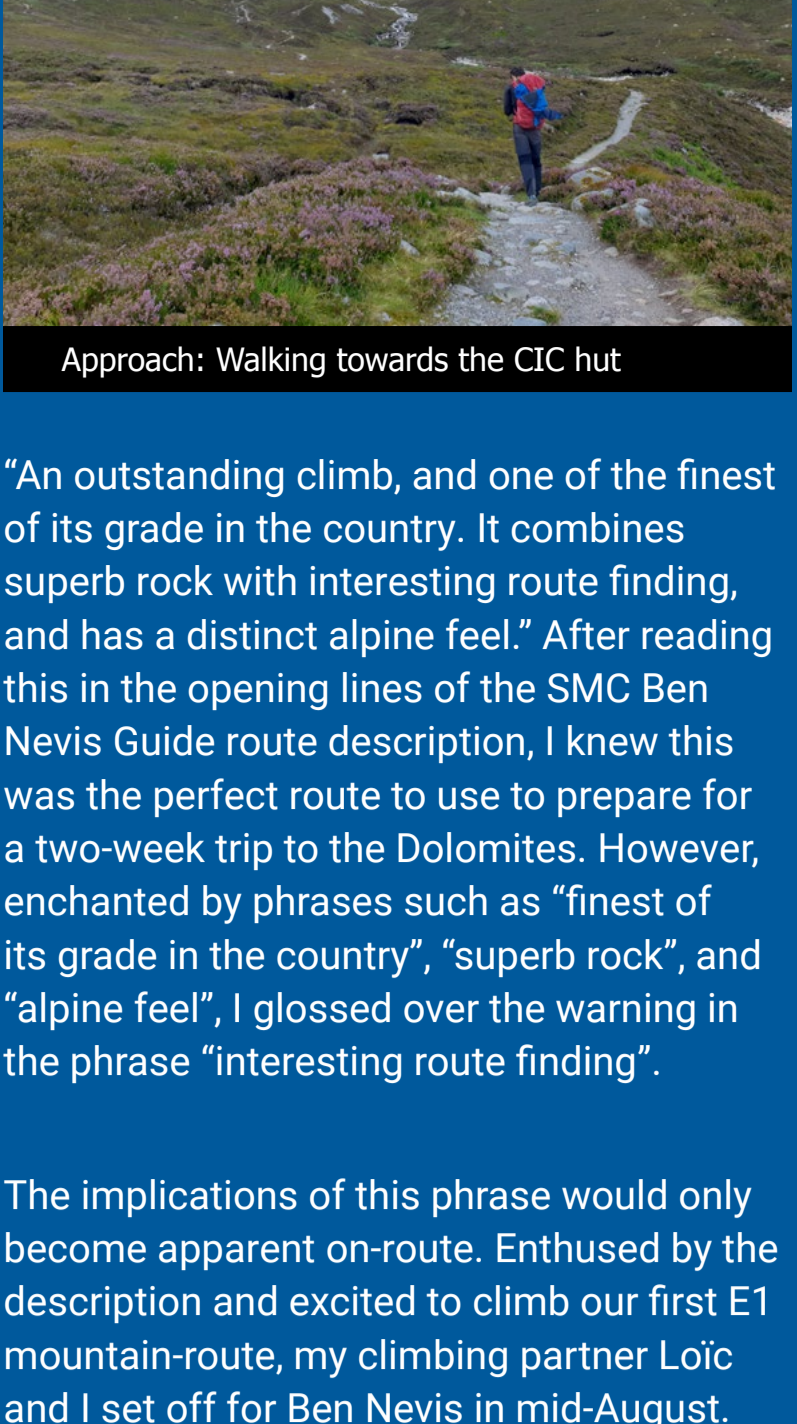 Approach: Walking towards the CIC hut
“An outstanding climb, and one of the finest
of its grade in the country. It combines
superb rock with interesting route finding,
and has a distinct alpine feel.” After reading
this in the opening lines of the SMC Ben
Nevis Guide route description, I knew this
was the perfect route to use to prepare for
a two-week trip to the Dolomites. However,
enchanted by phrases such as “finest of
its grade in the country”, “superb rock”, and
“alpine feel”, I glossed over the warning in
the phrase “interesting route finding”.
The implications of this phrase would only
become apparent on-route. Enthused by the
description and excited to climb our first E1
mountain-route, my climbing partner Loïc
and I set off for Ben Nevis in mid-August.